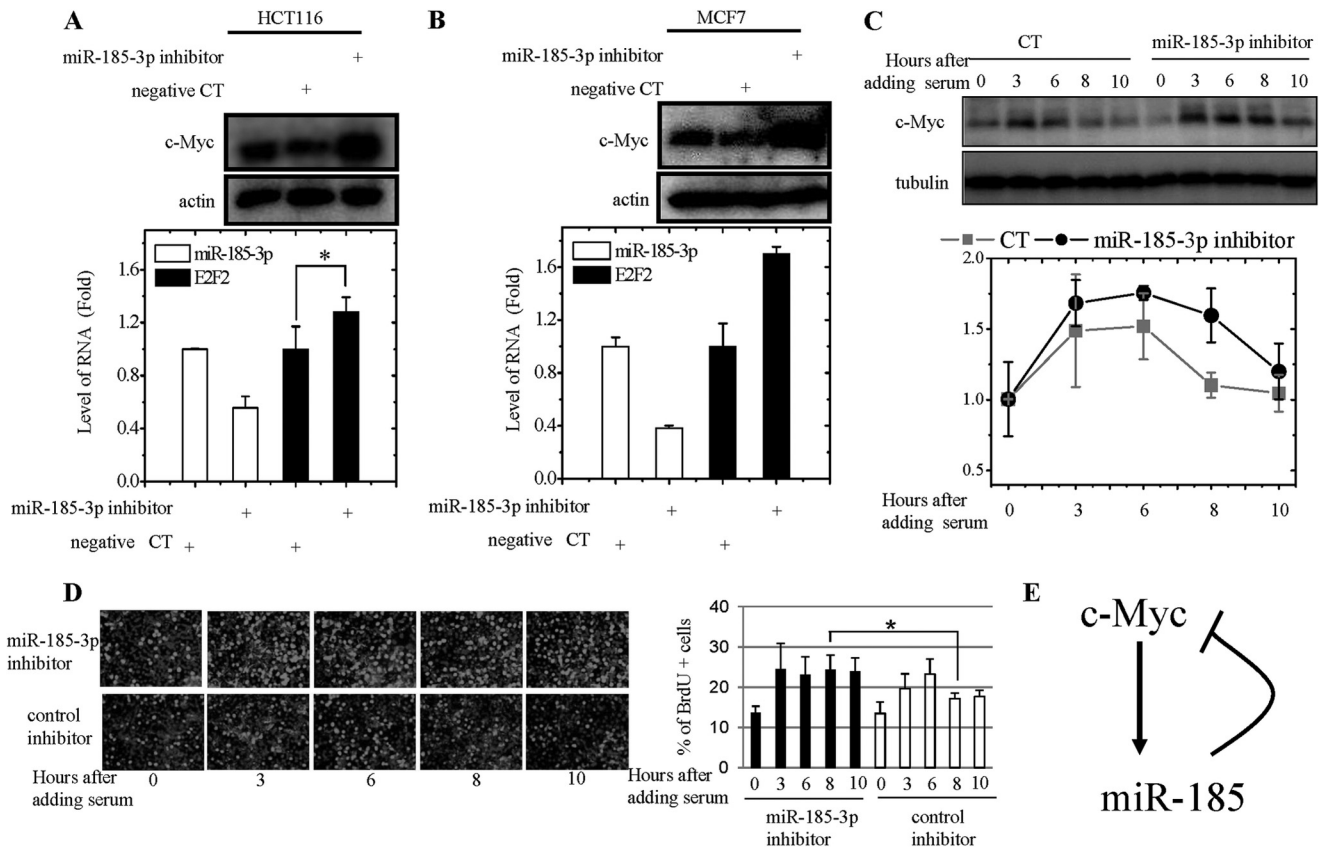 A
HCT116
miR-185-3p inhibitor +
negative CT +
c-Myc
actin
miR-185-3p
E2F2
*
Level of RNA (Fold)
1.6
1.2
0.8
0.4
0.0
miR-185-3p inhibitor + +
negative CT + +
B
MCF7
miR-185-3p inhibitor +
negative CT +
c-Myc
actin
miR-185-3p
E2F2
Level of RNA (Fold)
1.6
1.2
0.8
0.4
0.0
miR-185-3p inhibitor + +
negative CT + +
C
CT miR-185-3p inhibitor
Hours after
adding serum 0 3 6 8 10 0 3 6 8 10
c-Myc
tubulin
CT miR-185-3p inhibitor
2.0
1.5
1.0
0.5
Hours after
adding serum 0 3 6 8 10
D
miR-185-3p
inhibitor
control
inhibitor
Hours after
adding serum 0 3 6 8 10
% of BrdU + cells
40
30
20
10
0
*
Hours after
adding serum 0 3 6 8 10 0 3 6 8 10
miR-185-3p
inhibitor
control
inhibitor
E
c-Myc
miR-185